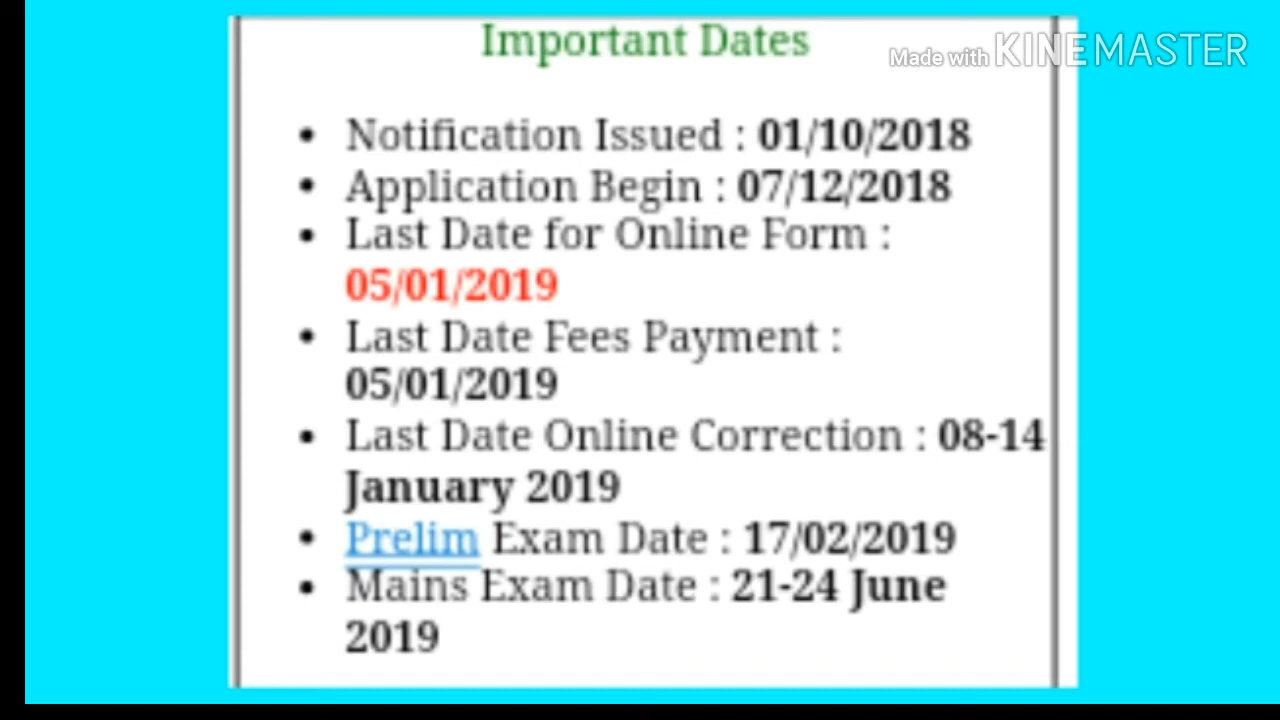 Important Dates
Made with KINEMASTER
Notification Issued : 01/10/2018
Application Begin : 07/12/2018
Last Date for Online Form :
05/01/2019
Last Date Fees Payment :
05/01/2019
Last Date Online Correction : 08-14
January 2019
Prelim Exam Date : 17/02/2019
Mains Exam Date : 21-24 June
2019